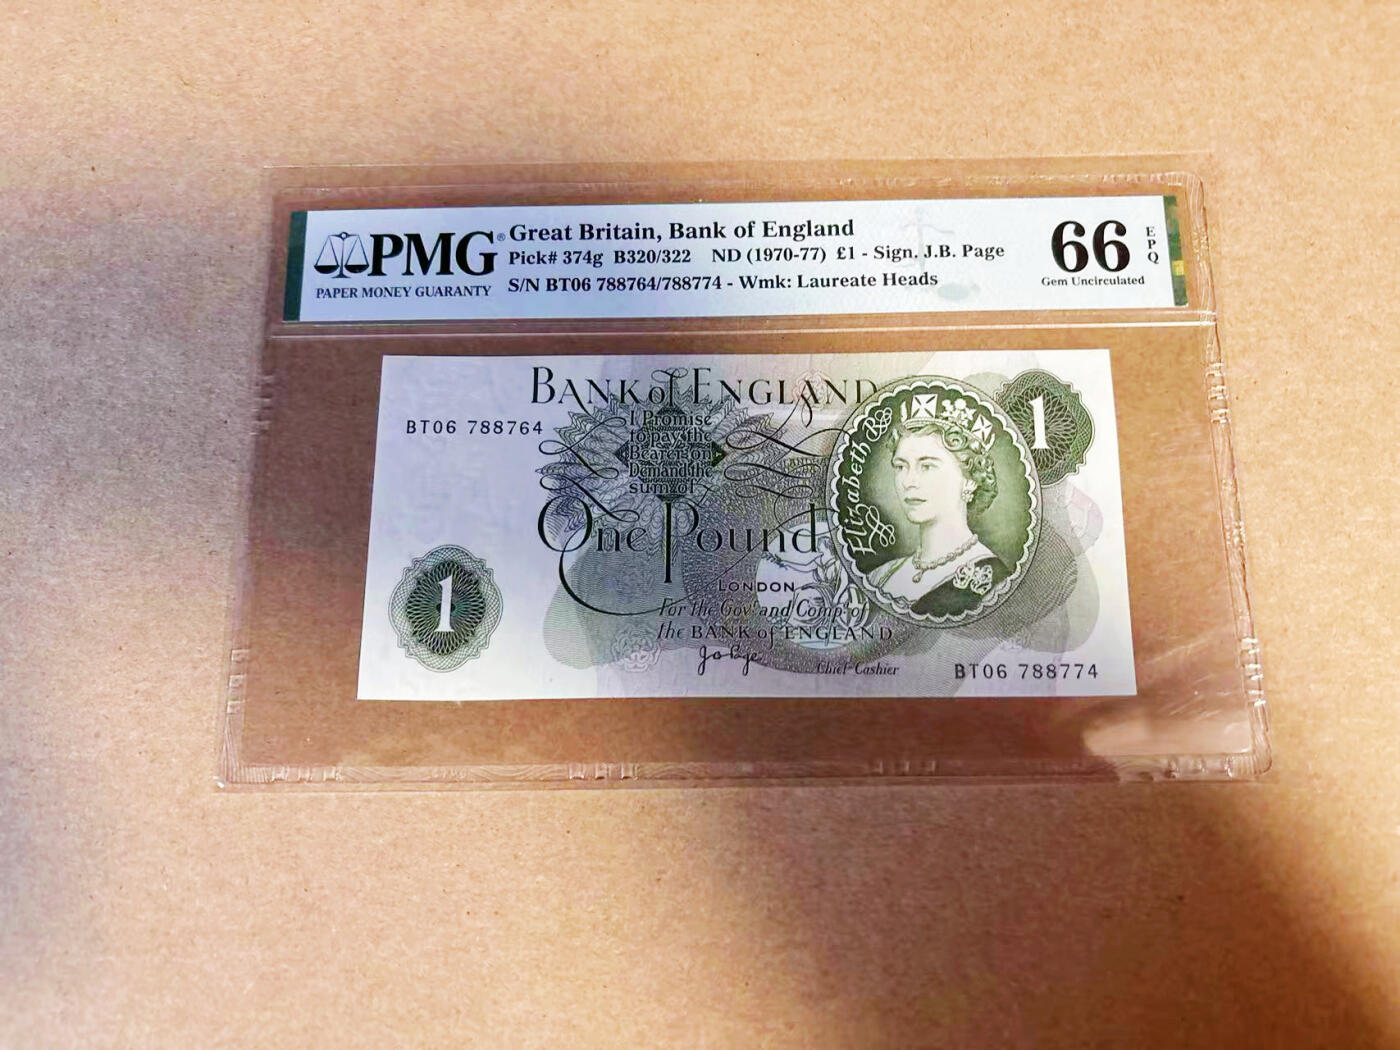 PMG®
PAPER MONEY GUARANTY
Great Britain, Bank of England
Pick# 374g B320/322 ND (1970-77) £1 - Sign. J.B. Page
S/N BT06 788764/788774 - Wmk: Laureate Heads
66
EPQ
Gem Uncirculated
BANK of ENGLAND
BT06 788764
I Promise
to pay the
Bearer on
Demand the
sum of
One Pound
LONDON
For the Govr. and Compa. of
the BANK of ENGLAND
Chief Cashier
Elizabeth R
1
1
BT06 788774